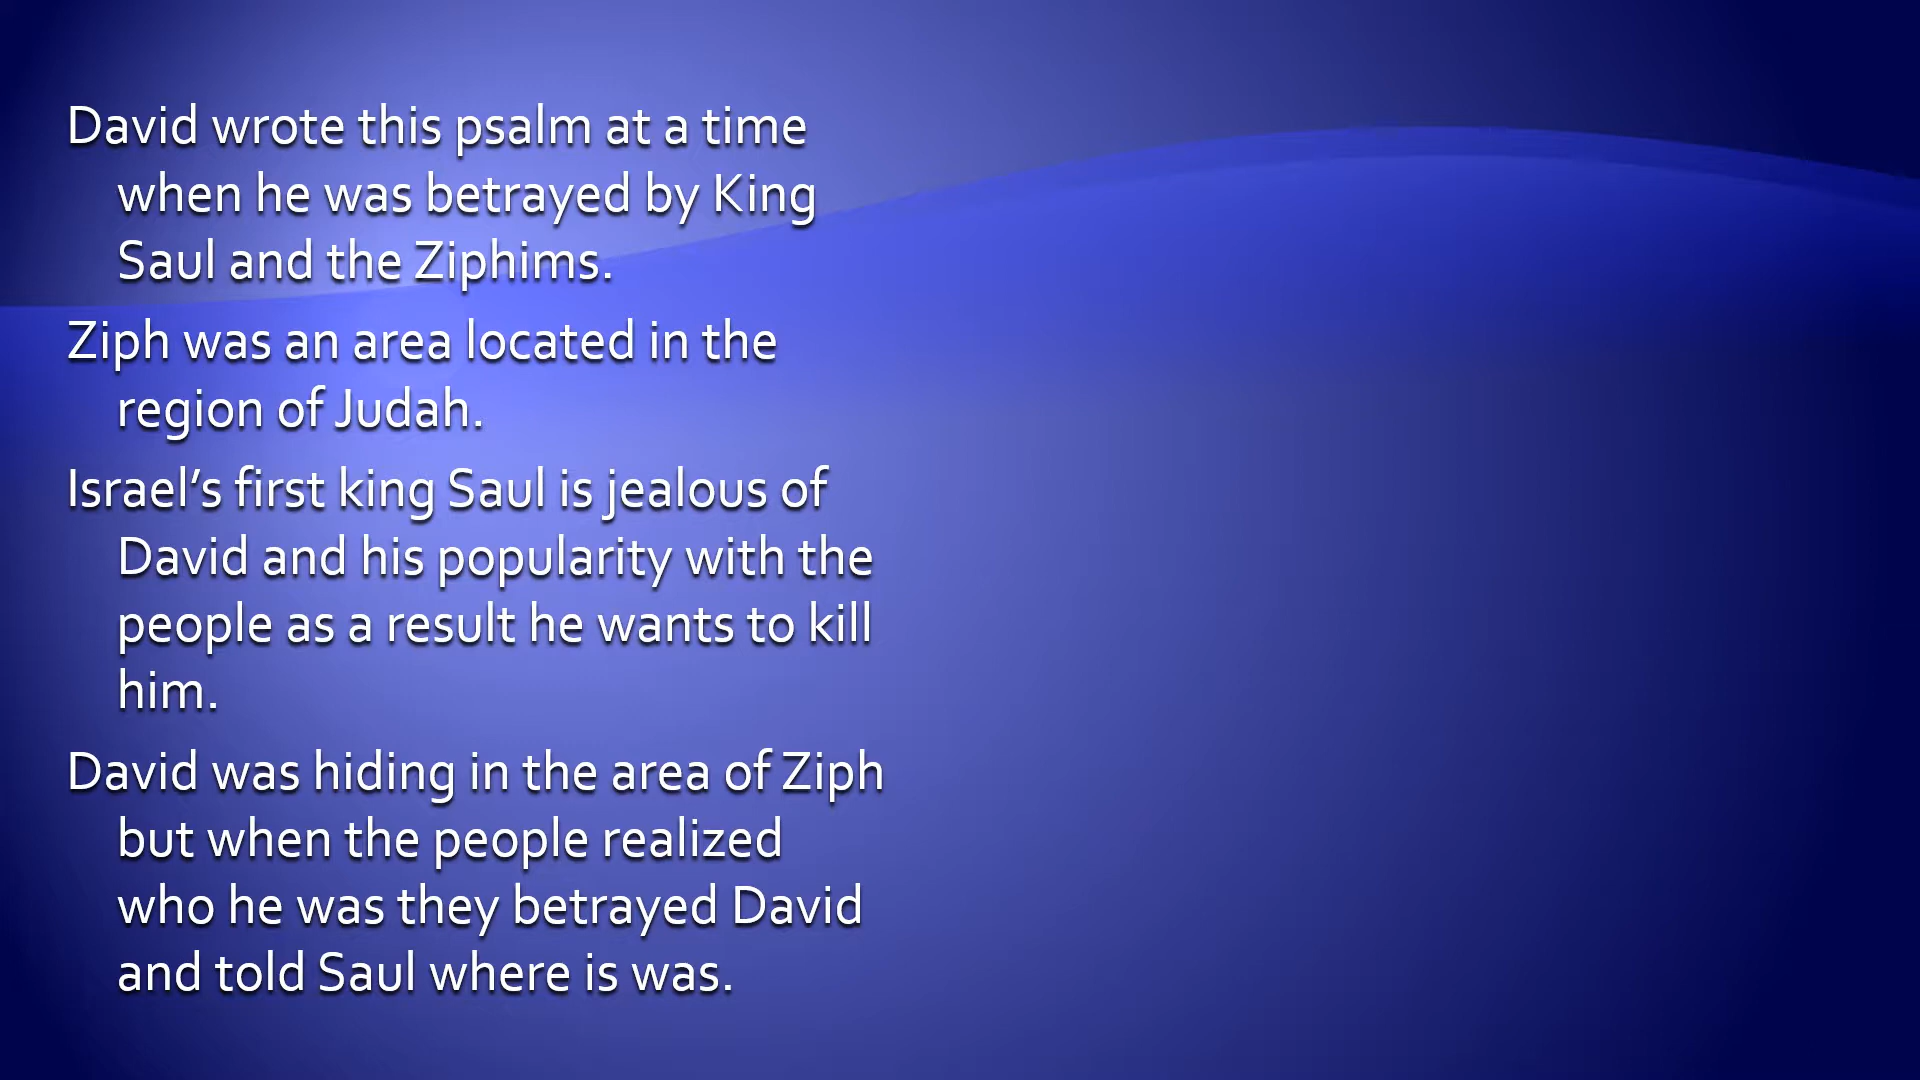 David wrote this psalm at a time
when he was betrayed by King
Saul and the Ziphims.
Ziph was an area located in the
region of Judah.
Israel’s first king Saul is jealous of
David and his popularity with the
people as a result he wants to kill
him.
David was hiding in the area of Ziph
but when the people realized
who he was they betrayed David
and told Saul where is was.